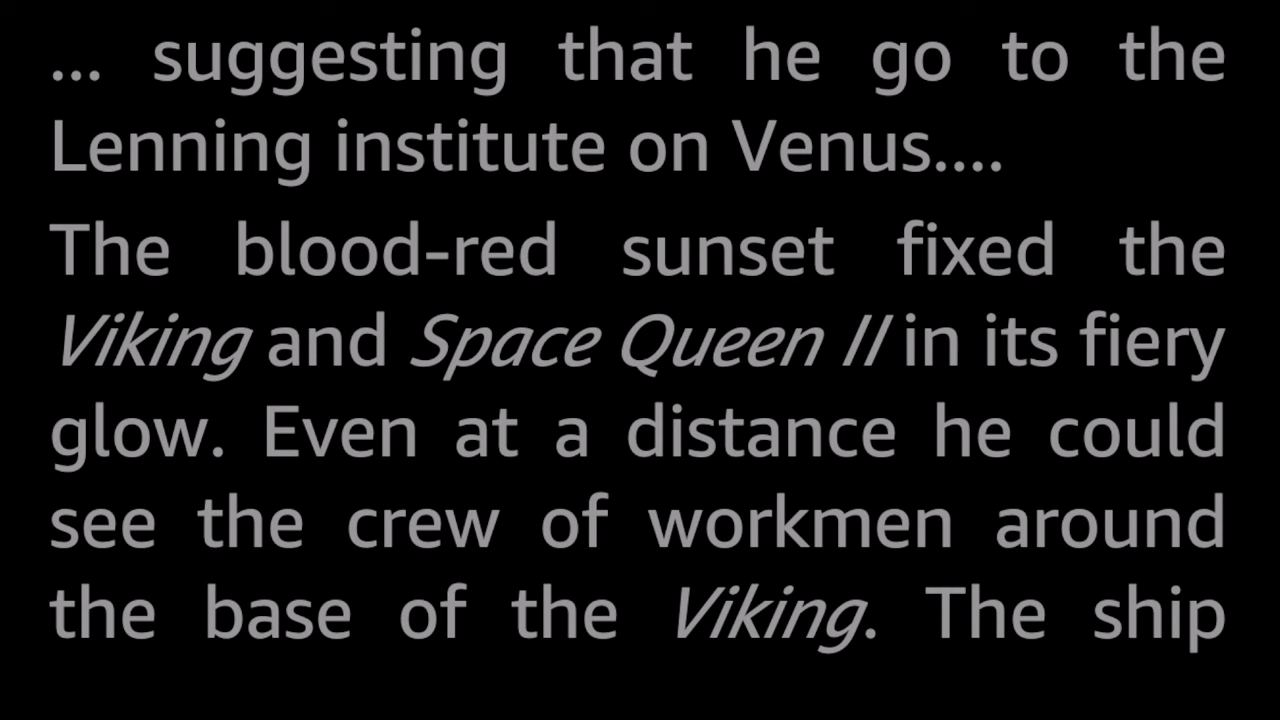 ... suggesting that he go to the
Lenning institute on Venus....
The blood-red sunset fixed the
Viking and Space Queen II in its fiery
glow. Even at a distance he could
see the crew of workmen around
the base of the Viking. The ship